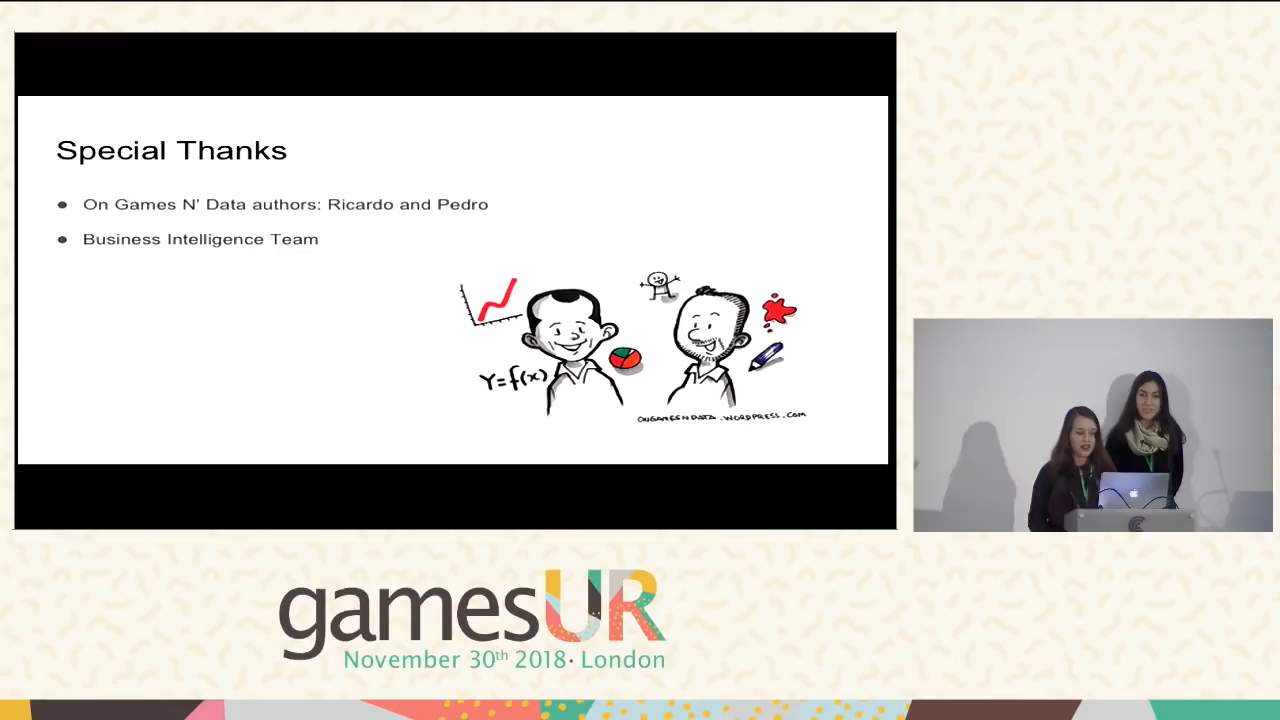 Special Thanks
● On Games N' Data authors: Ricardo and Pedro
● Business Intelligence Team
Y=f(x)
ONGAMESNDATA.WORDPRESS.COM
gamesUR
November 30th 2018· London